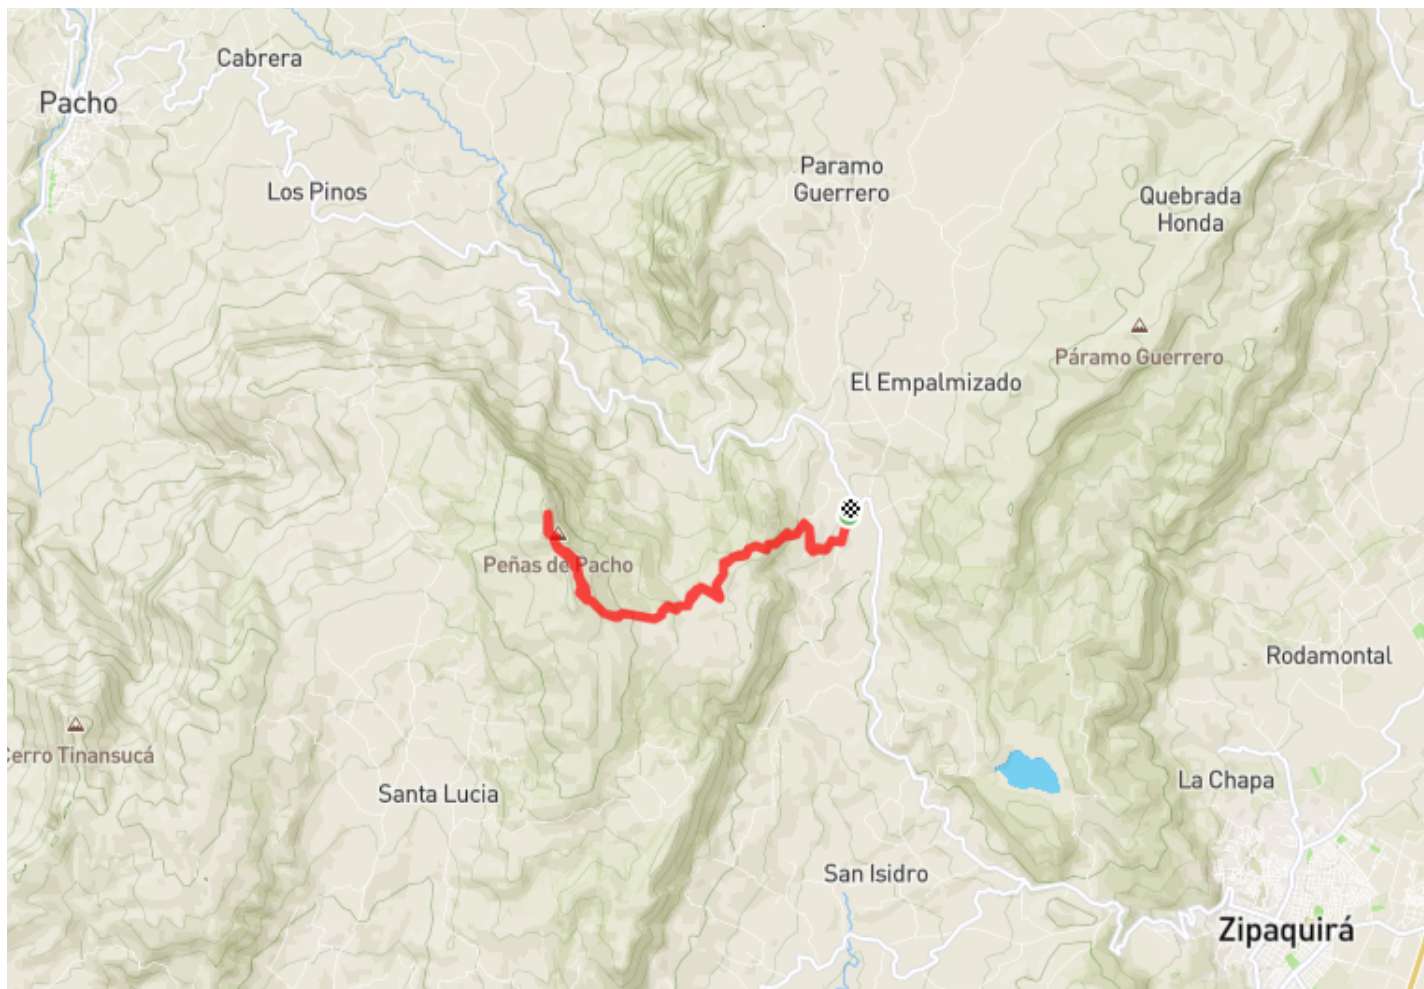 Cabrera
Pacho
Paramo
Guerrero
Los Pinos
Quebrada
Honda
Páramo Guerrero
El Empalmizado
Peñas de Pacho
Rodamontal
Cerro Tinansucá
La Chapa
Santa Lucia
San Isidro
Zipaquirá